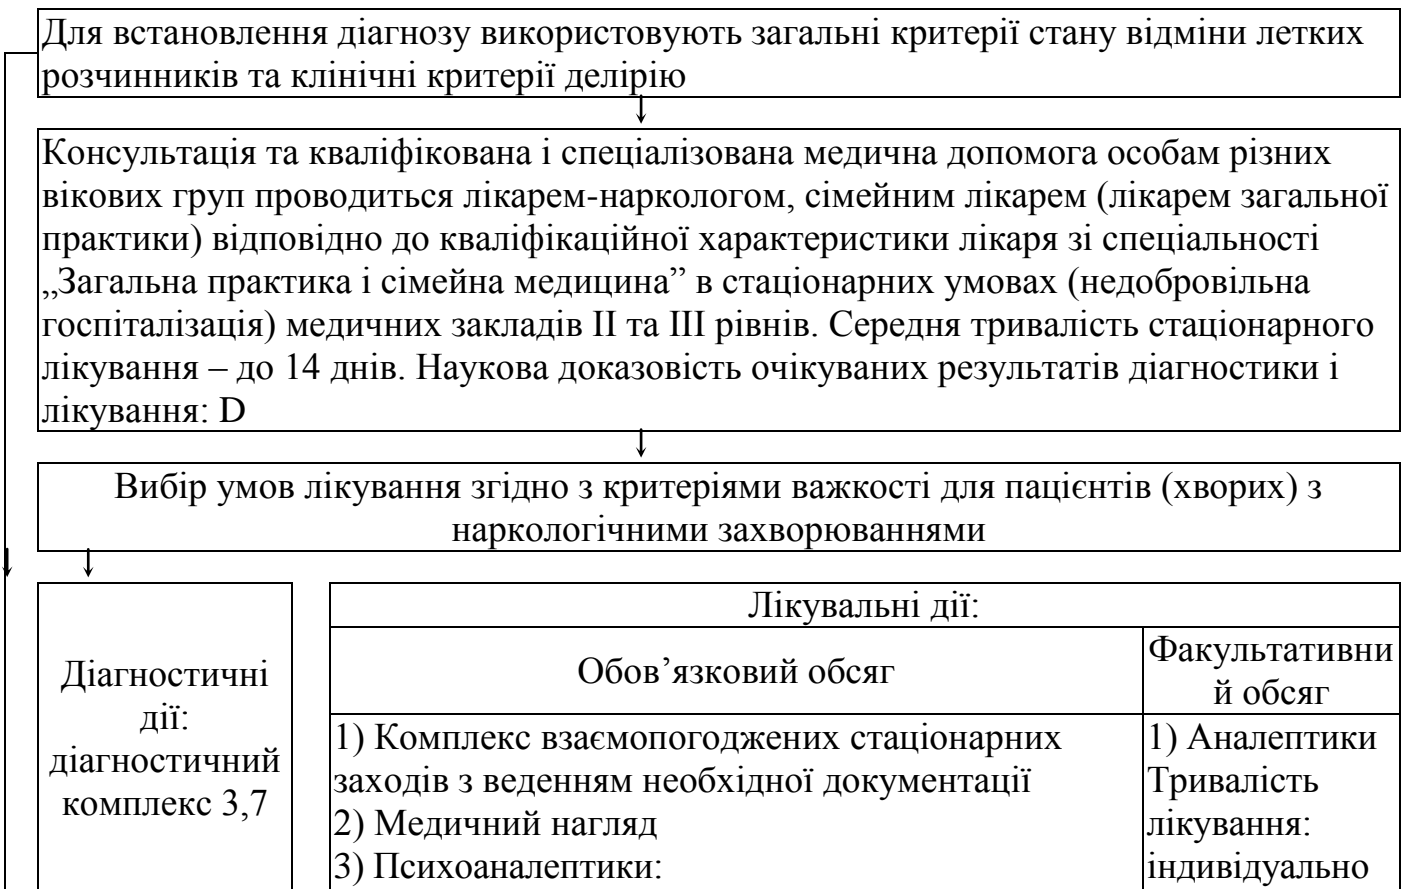 Для встановлення діагнозу використовують загальні критерії стану відміни летких
розчинників та клінічні критерії делірію
Консультація та кваліфікована і спеціалізована медична допомога особам різних
вікових груп проводиться лікарем-наркологом, сімейним лікарем (лікарем загальної
практики) відповідно до кваліфікаційної характеристики лікаря зі спеціальності
„Загальна практика і сімейна медицина” в стаціонарних умовах (недобровільна
госпіталізація) медичних закладів ІІ та ІІІ рівнів. Середня тривалість стаціонарного
лікування – до 14 днів. Наукова доказовість очікуваних результатів діагностики і
лікування: D
Вибір умов лікування згідно з критеріями важкості для пацієнтів (хворих) з
наркологічними захворюваннями
Діагностичні
дії:
діагностичний
комплекс 3,7
Лікувальні дії:
Обов’язковий обсяг
Факультативни
й обсяг
1) Комплекс взаємопогоджених стаціонарних
заходів з веденням необхідної документації
2) Медичний нагляд
3) Психоаналептики:
1) Аналептики
Тривалість
лікування:
індивідуально